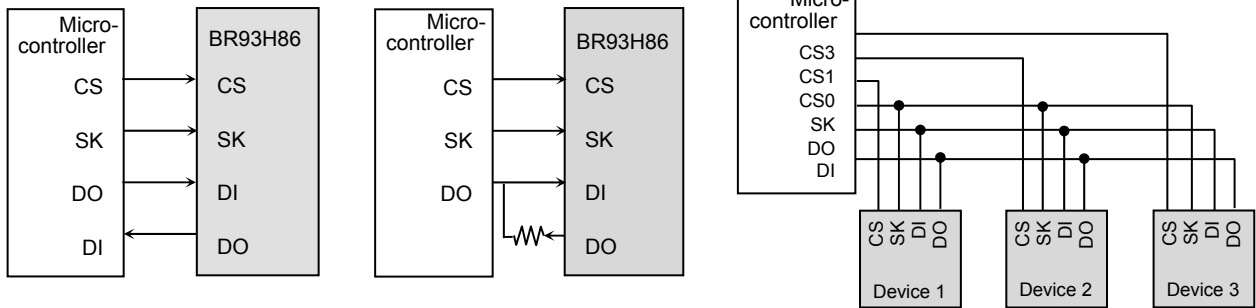 Micro-
controller
BR93H86
CS
CS
SK
SK
DO
DI
DI
DO
Micro-
controller
BR93H86
CS
CS
SK
SK
DO
DI
DO
Micro-
controller
CS3
CS1
CS0
SK
DO
DI
CS
SK
DI
DO
Device 1
CS
SK
DI
DO
Device 2
CS
SK
DI
DO
Device 3